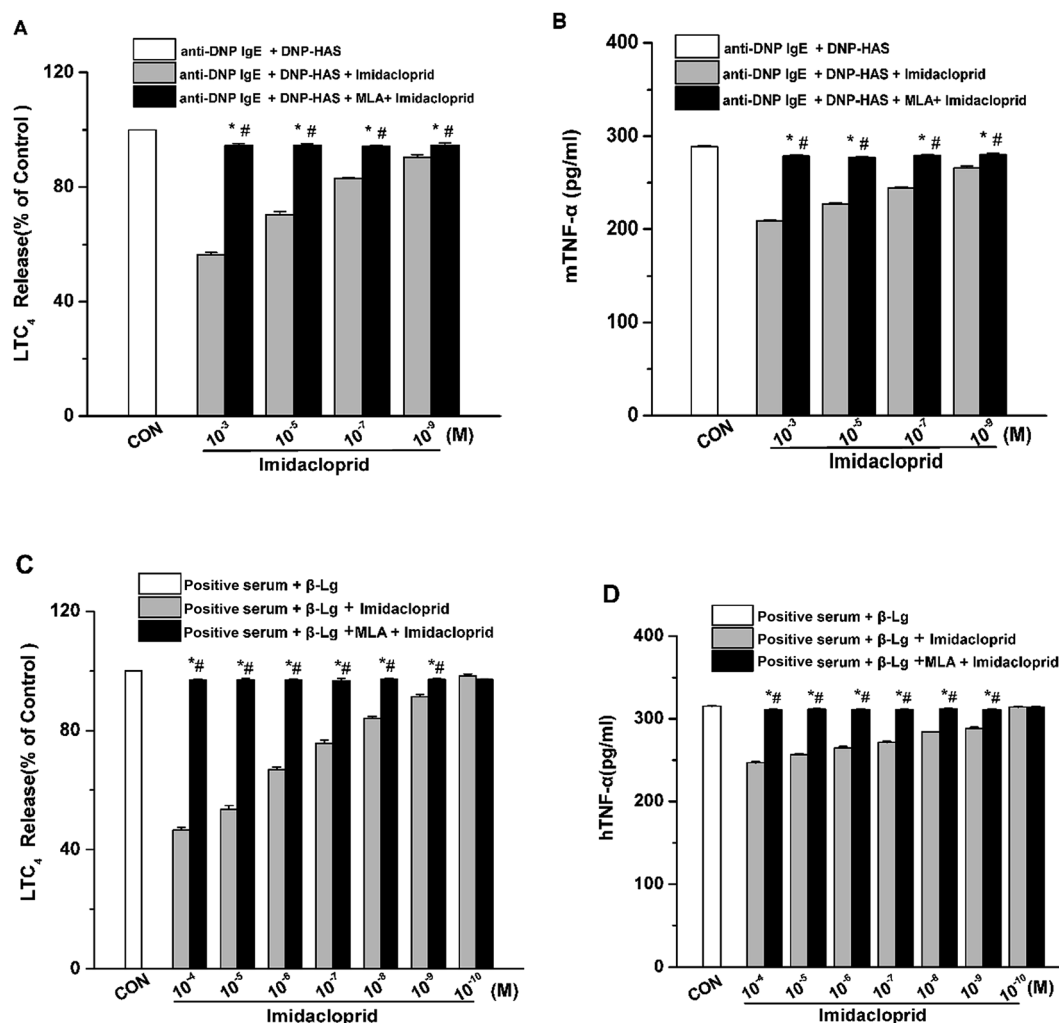 A
anti-DNP IgE + DNP-HAS
anti-DNP IgE + DNP-HAS + Imidacloprid
anti-DNP IgE + DNP-HAS + MLA+ Imidacloprid
LTC₄ Release(% of Control )
120
80
40
0
* # * # * # * #
CON 10⁻³ 10⁻⁵ 10⁻⁷ 10⁻⁹ (M)
Imidacloprid
B
anti-DNP IgE + DNP-HAS
anti-DNP IgE + DNP-HAS + Imidacloprid
anti-DNP IgE + DNP-HAS + MLA+ Imidacloprid
mTNF-α (pg/ml)
400
300
200
100
0
* # * # * # * #
CON 10⁻³ 10⁻⁵ 10⁻⁷ 10⁻⁹ (M)
Imidacloprid
C
Positive serum + β-Lg
Positive serum + β-Lg + Imidacloprid
Positive serum + β-Lg +MLA + Imidacloprid
LTC₄ Release(% of Control)
120
80
40
0
*# *# *# *# *# *#
CON 10⁻⁴ 10⁻⁵ 10⁻⁶ 10⁻⁷ 10⁻⁸ 10⁻⁹ 10⁻¹⁰ (M)
Imidacloprid
D
Positive serum + β-Lg
Positive serum + β-Lg + Imidacloprid
Positive serum + β-Lg +MLA + Imidacloprid
hTNF-α(pg/ml)
400
300
200
100
0
*# *# *# *# *# *#
CON 10⁻⁴ 10⁻⁵ 10⁻⁶ 10⁻⁷ 10⁻⁸ 10⁻⁹ 10⁻¹⁰ (M)
Imidacloprid